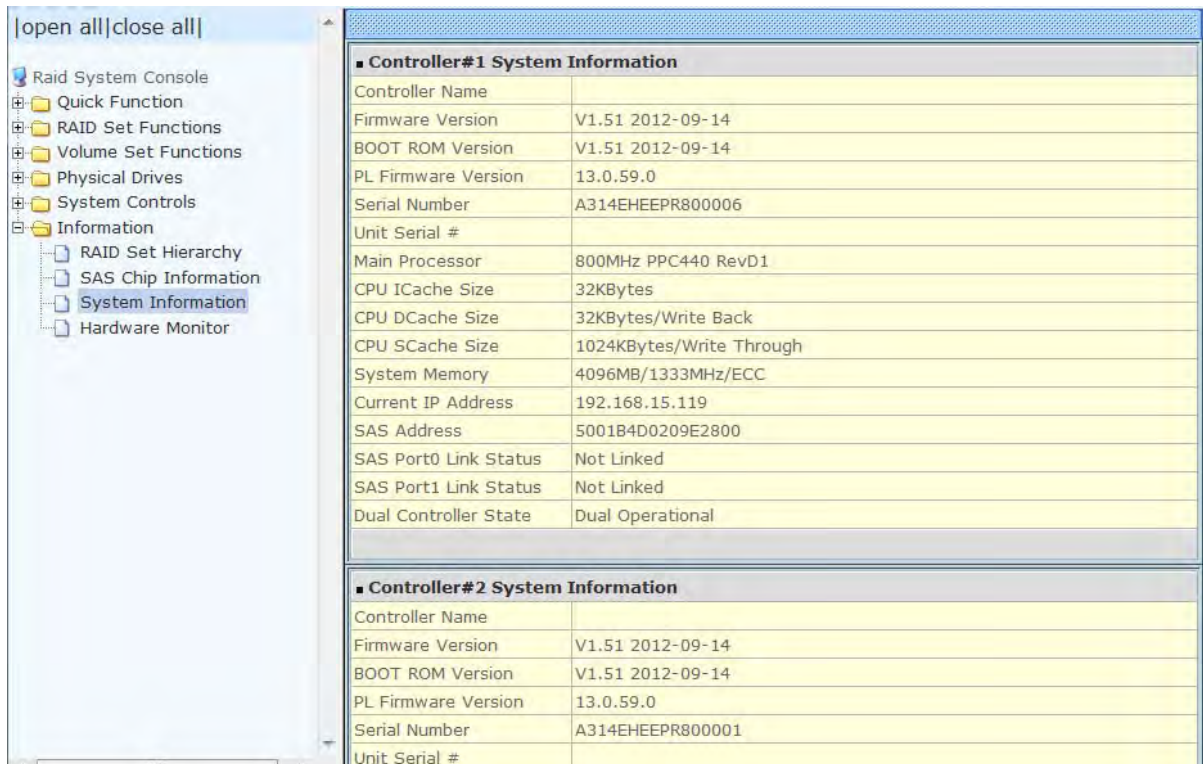 |open all|close all|
Raid System Console
Quick Function
RAID Set Functions
Volume Set Functions
Physical Drives
System Controls
Information
RAID Set Hierarchy
SAS Chip Information
System Information
Hardware Monitor
Controller#1 System Information
Controller Name
Firmware Version V1.51 2012-09-14
BOOT ROM Version V1.51 2012-09-14
PL Firmware Version 13.0.59.0
Serial Number A314EHEEPR800006
Unit Serial #
Main Processor 800MHz PPC440 RevD1
CPU ICache Size 32KBytes
CPU DCache Size 32KBytes/Write Back
CPU SCache Size 1024KBytes/Write Through
System Memory 4096MB/1333MHz/ECC
Current IP Address 192.168.15.119
SAS Address 5001B4D0209E2800
SAS Port0 Link Status Not Linked
SAS Port1 Link Status Not Linked
Dual Controller State Dual Operational
Controller#2 System Information
Controller Name
Firmware Version V1.51 2012-09-14
BOOT ROM Version V1.51 2012-09-14
PL Firmware Version 13.0.59.0
Serial Number A314EHEEPR800001
Unit Serial #